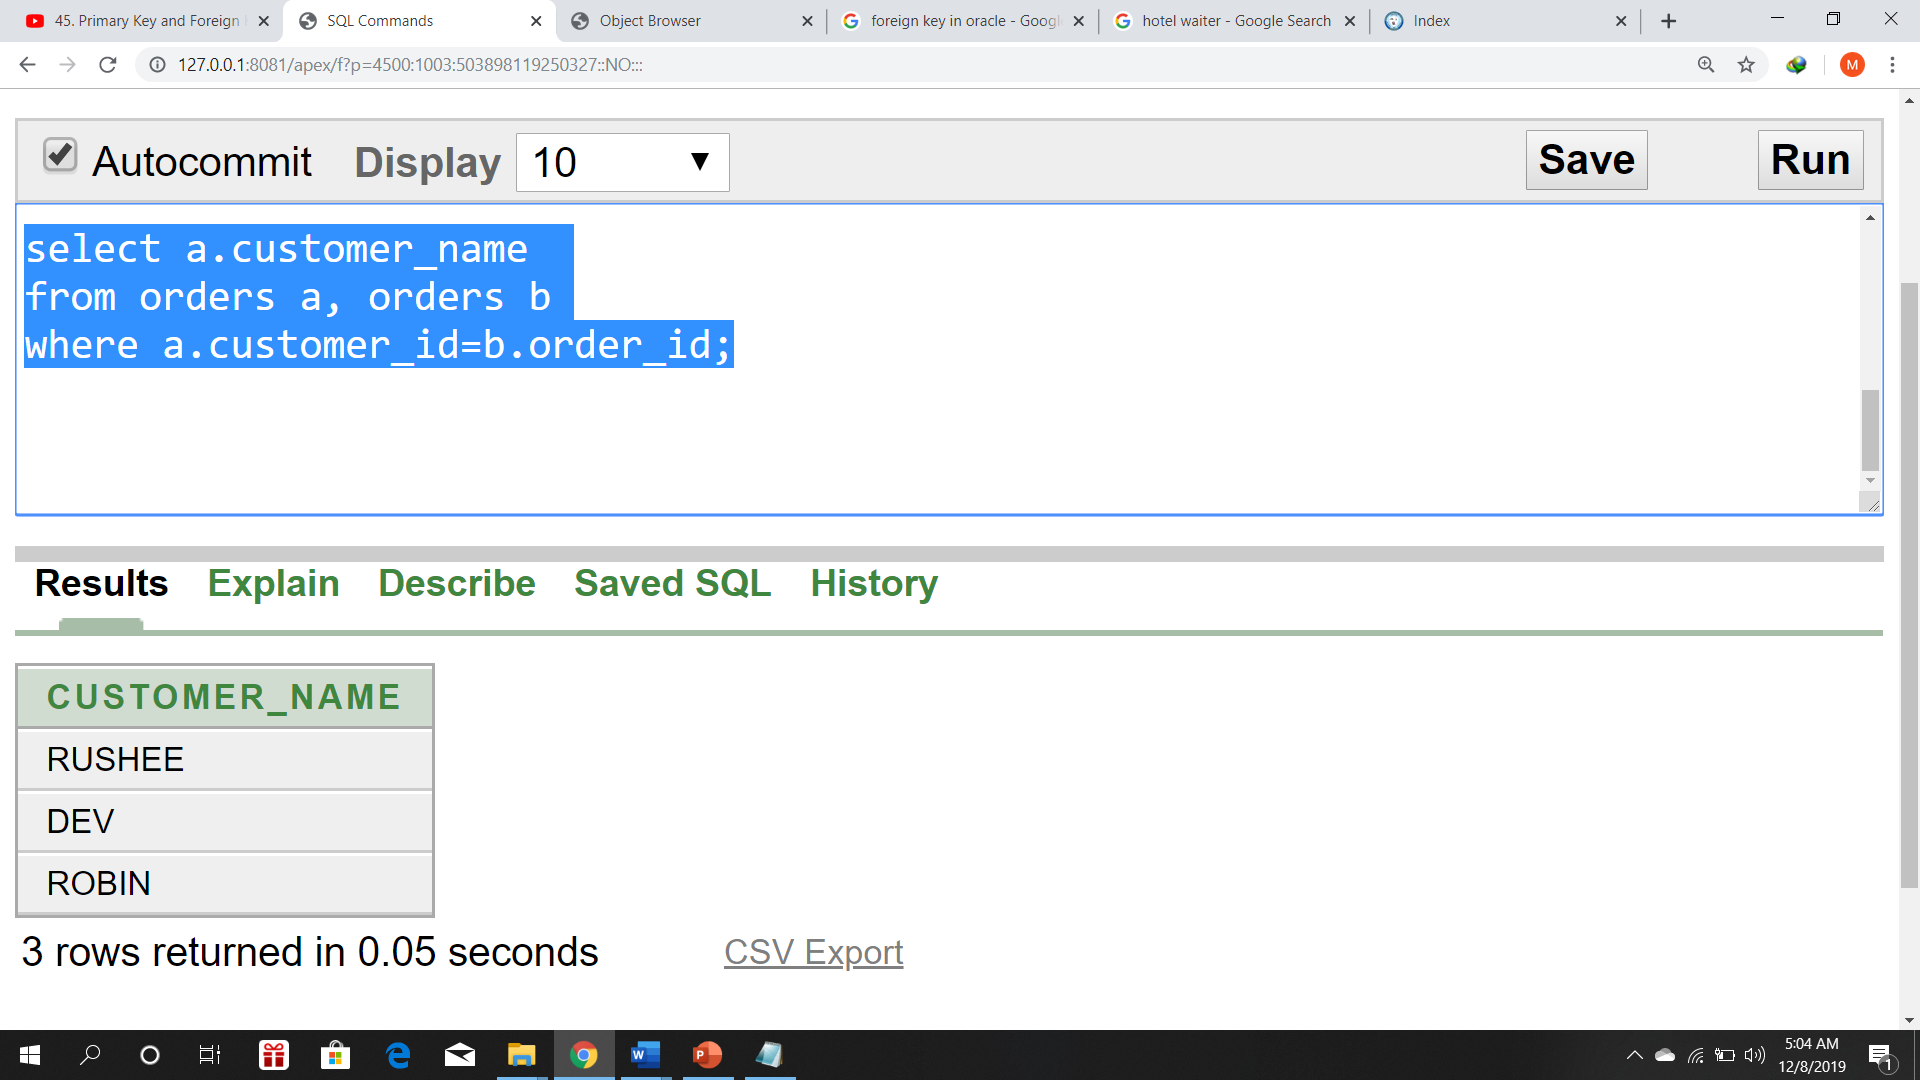 45. Primary Key and Foreign
SQL Commands
Object Browser
foreign key in oracle - Googl
hotel waiter - Google Search
Index
127.0.0.1:8081/apex/f?p=4500:1003:503898119250327::NO:::
M
Autocommit
Display
10
Save
Run
select a.customer_name
from orders a, orders b
where a.customer_id=b.order_id;
Results
Explain
Describe
Saved SQL
History
CUSTOMER_NAME
RUSHEE
DEV
ROBIN
3 rows returned in 0.05 seconds
CSV Export
5:04 AM
12/8/2019
1